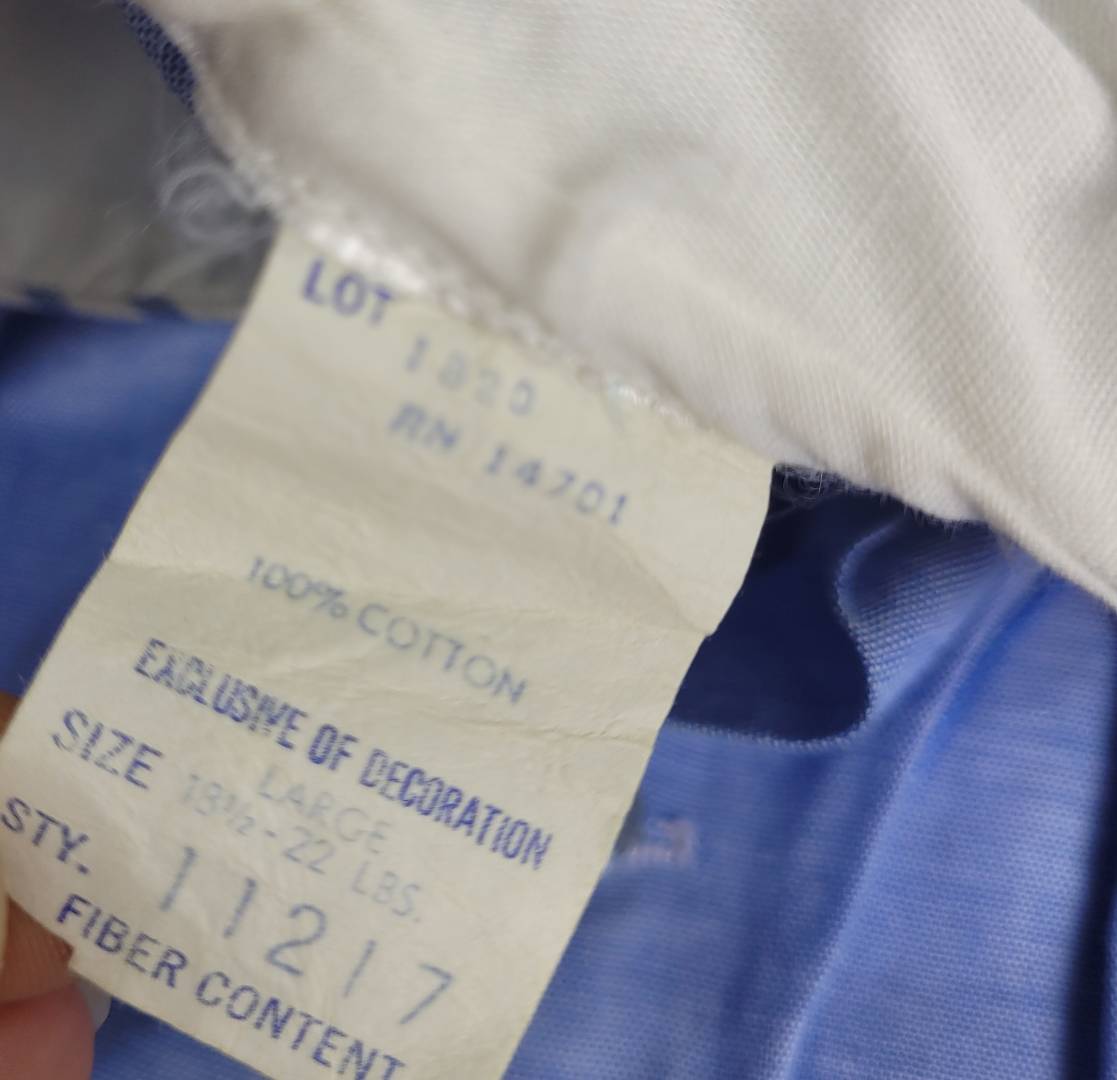 LOT
1820
RN 14701
100% COTTON
EXCLUSIVE OF DECORATION
SIZE LARGE
18½-22 LBS.
STY. 11217
FIBER CONTENT